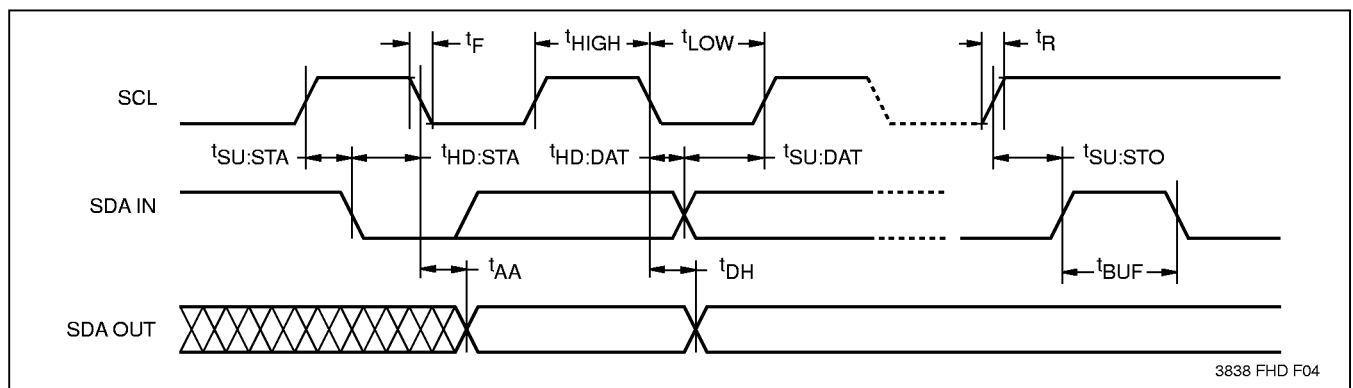 tF tHIGH tLOW tR
SCL
tSU:STA tHD:STA tHD:DAT tSU:DAT tSU:STO
SDA IN
tAA tDH tBUF
SDA OUT
3838 FHD F04